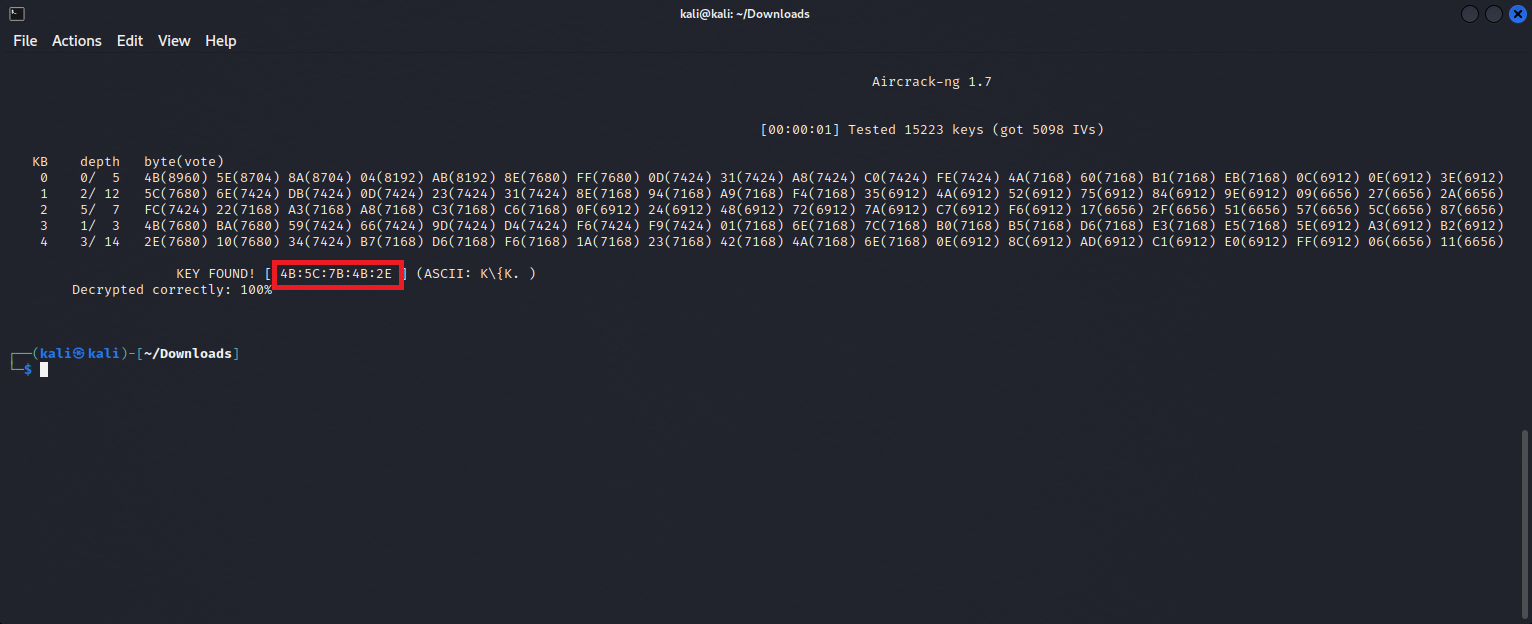 kali@kali: ~/Downloads
File Actions Edit View Help
Aircrack-ng 1.7
[00:00:01] Tested 15223 keys (got 5098 IVs)
KB depth byte(vote)
0 0/ 5 4B(8960) 5E(8704) 8A(8704) 04(8192) AB(8192) 8E(7680) FF(7680) 0D(7424) 31(7424) A8(7424) C0(7424) FE(7424) 4A(7168) 60(7168) B1(7168) EB(7168) 0C(6912) 0E(6912) 3E(6912)
1 2/ 12 5C(7680) 6E(7424) DB(7424) 0D(7424) 23(7424) 31(7424) 8E(7168) 94(7168) A9(7168) F4(7168) 35(6912) 4A(6912) 52(6912) 75(6912) 84(6912) 9E(6912) 09(6656) 27(6656) 2A(6656)
2 5/ 7 FC(7424) 22(7168) A3(7168) A8(7168) C3(7168) C6(7168) 0F(6912) 24(6912) 48(6912) 72(6912) 7A(6912) C7(6912) F6(6912) 17(6656) 2F(6656) 51(6656) 57(6656) 5C(6656) 87(6656)
3 1/ 3 4B(7680) BA(7680) 59(7424) 66(7424) 9D(7424) D4(7424) F6(7424) F9(7424) 01(7168) 6E(7168) 7C(7168) B0(7168) B5(7168) D6(7168) E3(7168) E5(7168) 5E(6912) A3(6912) B2(6912)
4 3/ 14 2E(7680) 10(7680) 34(7424) B7(7168) D6(7168) F6(7168) 1A(7168) 23(7168) 42(7168) 4A(7168) 6E(7168) 0E(6912) 8C(6912) AD(6912) C1(6912) E0(6912) FF(6912) 06(6656) 11(6656)
KEY FOUND! [ 4B:5C:7B:4B:2E ] (ASCII: K\{K. )
Decrypted correctly: 100%
┌──(kali㉿kali)-[~/Downloads]
└─$